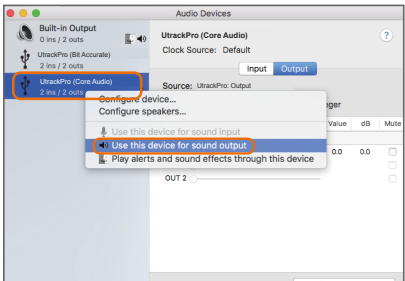 Audio Devices
Built-in Output
0 ins / 2 outs
UtrackPro (Bit Accurate)
2 ins / 2 outs
UtrackPro (Core Audio)
2 ins / 2 outs
UtrackPro (Core Audio)
?
Clock Source: Default
Input Output
Source: UtrackPro: Output
Configure device...
Configure speakers...
Use this device for sound input
Use this device for sound output
Play alerts and sound effects through this device
eger
Value dB Mute
0.0 0.0
OUT 2